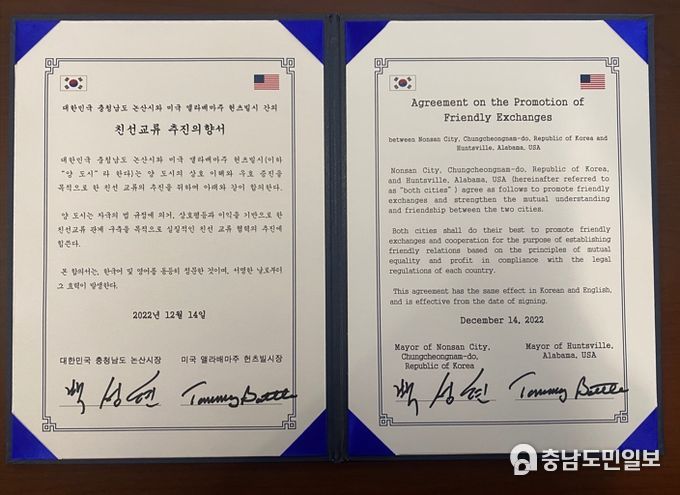 대한민국 충청남도 논산시와 미국 앨라배마주 헌츠빌시 간의
친선교류 추진의향서
대한민국 충청남도 논산시와 미국 앨라배마주 헌츠빌시(이하
“양 도시” 라 한다)는 양 도시의 상호 이해와 우호 증진을
목적으로 한 친선 교류의 추진을 위하여 아래와 같이 합의한다.
양 도시는 자국의 법 규정에 의거, 상호평등과 이익을 기반으로 한
친선교류 관계 구축을 목적으로 실질적인 친선 교류 협력의 추진에
힘쓴다.
본 합의서는, 한국어 및 영어를 동등히 정문한 것이며, 서명한 날로부터
그 효력이 발생한다.
2022년 12월 14일
대한민국 충청남도 논산시장 미국 앨라배마주 헌츠빌시장
백성현 Tommy Battle
Agreement on the Promotion of
Friendly Exchanges
between Nonsan City, Chungcheongnam-do, Republic of Korea and
Huntsville, Alabama, USA
Nonsan City, Chungcheongnam-do, Republic of Korea,
and Huntsville, Alabama, USA (hereinafter referred to
as “both cities” ) agree as follows to promote friendly
exchanges and strengthen the mutual understanding
and friendship between the two cities.
Both cities shall do their best to promote friendly
exchanges and cooperation for the purpose of establishing
friendly relations based on the principles of mutual
equality and profit in compliance with the legal
regulations of each country.
This agreement has the same effect in Korean and English,
and is effective from the date of signing.
December 14, 2022
Mayor of Nonsan City, Mayor of Huntsville,
Chungcheongnam-do, Alabama, USA
Republic of Korea
백성현 Tommy Battle
충남도민일보